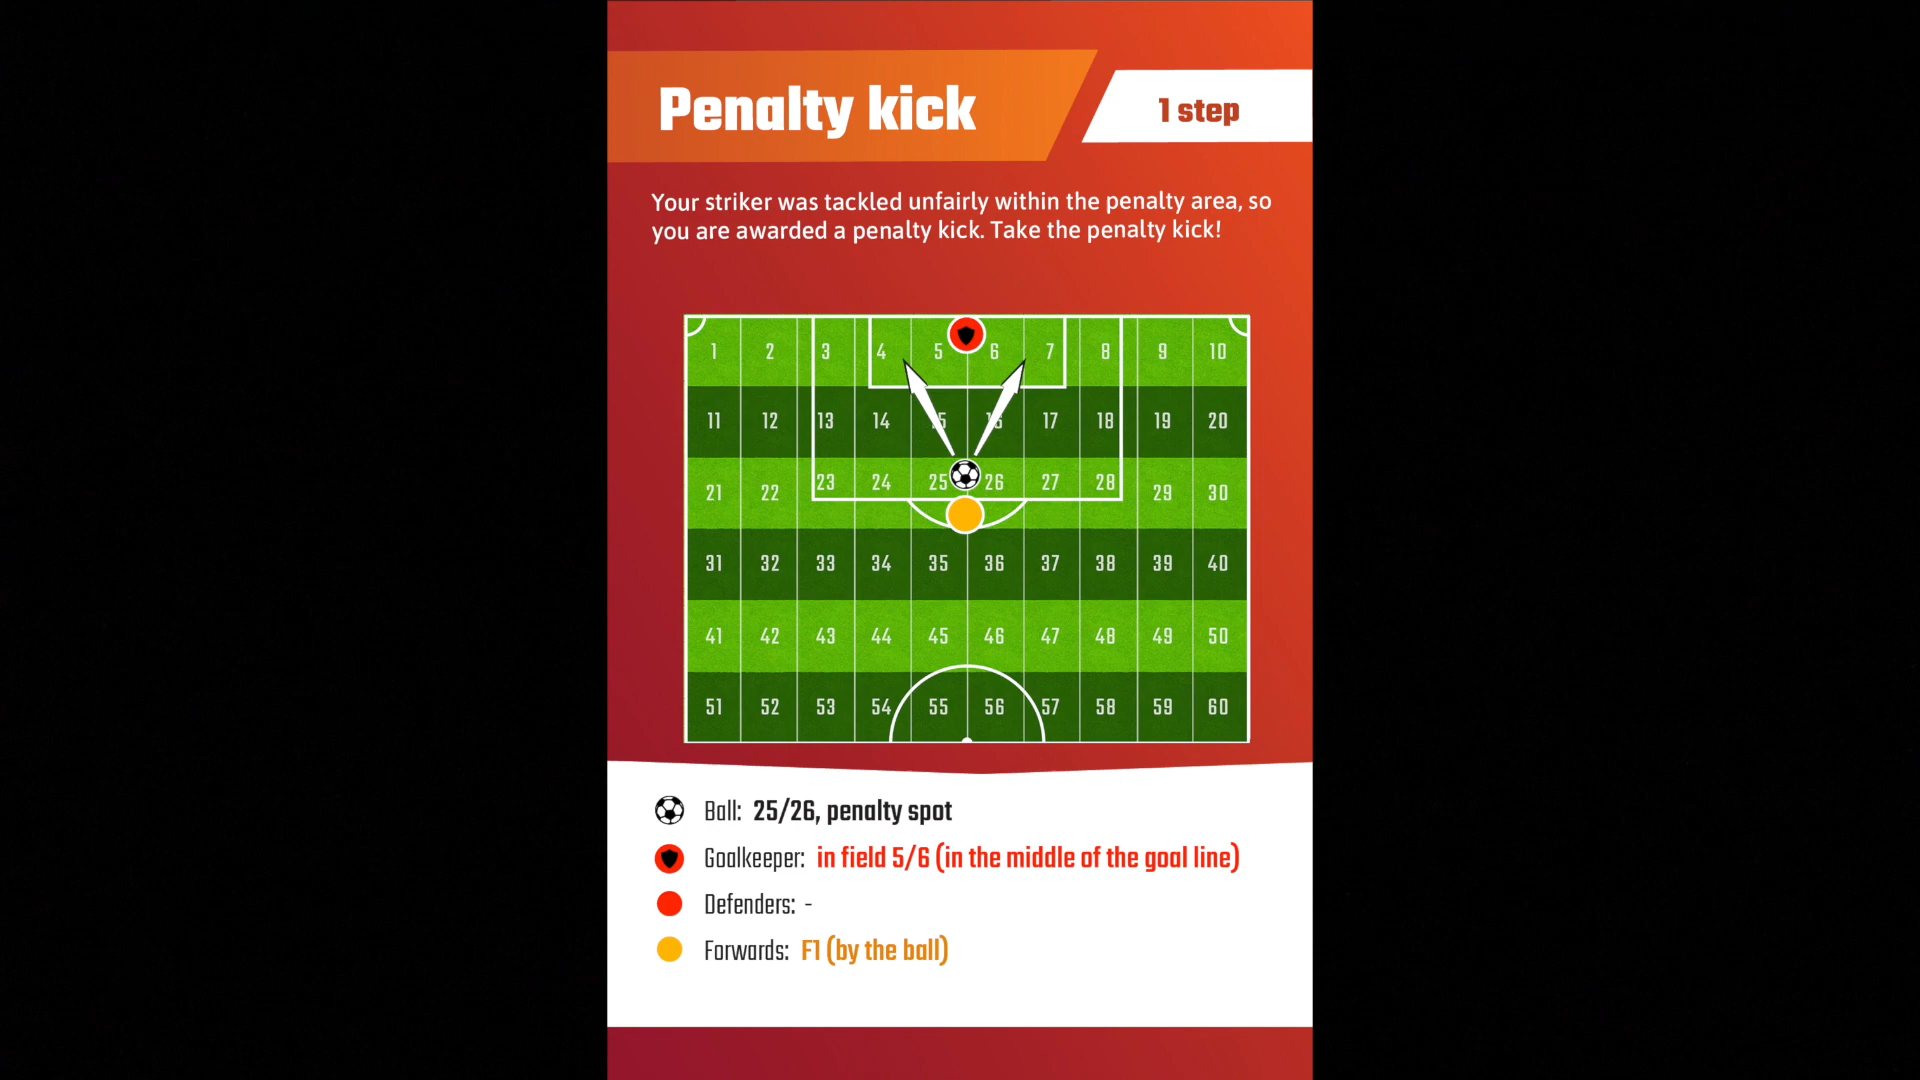 Penalty kick
1 step
Your striker was tackled unfairly within the penalty area, so
you are awarded a penalty kick. Take the penalty kick!
1 2 3 4 5 6 7 8 9 10
11 12 13 14 15 16 17 18 19 20
21 22 23 24 25 26 27 28 29 30
31 32 33 34 35 36 37 38 39 40
41 42 43 44 45 46 47 48 49 50
51 52 53 54 55 56 57 58 59 60
Ball: 25/26, penalty spot
Goalkeeper: in field 5/6 (in the middle of the goal line)
Defenders: -
Forwards: F1 (by the ball)